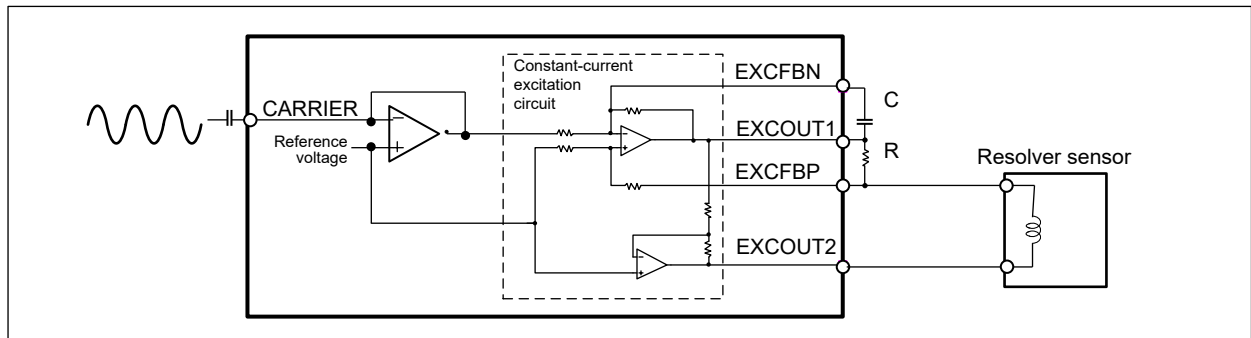 Constant-current
excitation
circuit
EXCFBN
CARRIER
C
EXCOUT1
Reference
voltage
R
Resolver sensor
EXCFBP
EXCOUT2